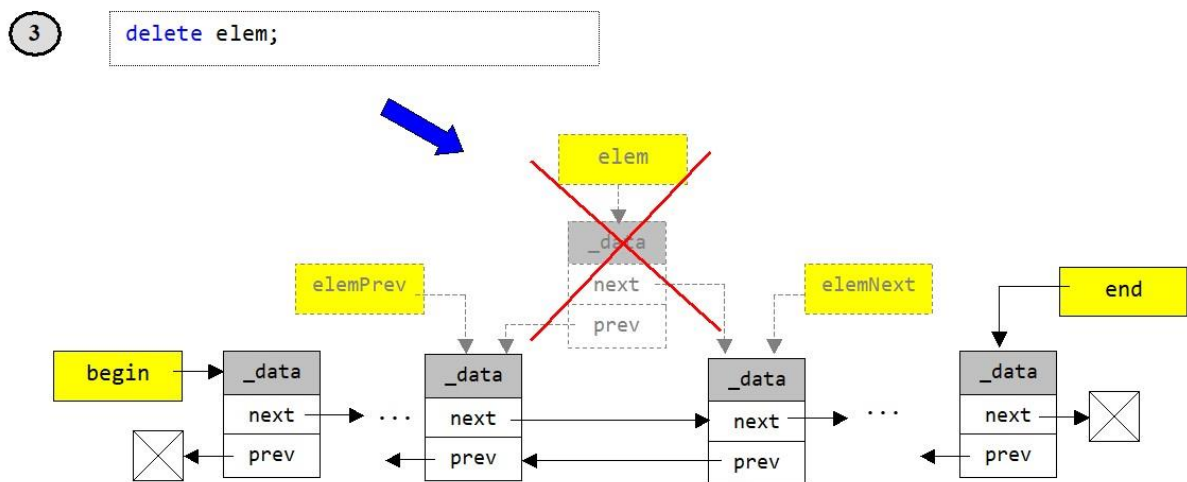 3
delete elem;
elem
_data
next
prev
elemPrev
elemNext
end
begin
_data
next
prev
...
_data
next
prev
_data
next
prev
...
_data
next
prev